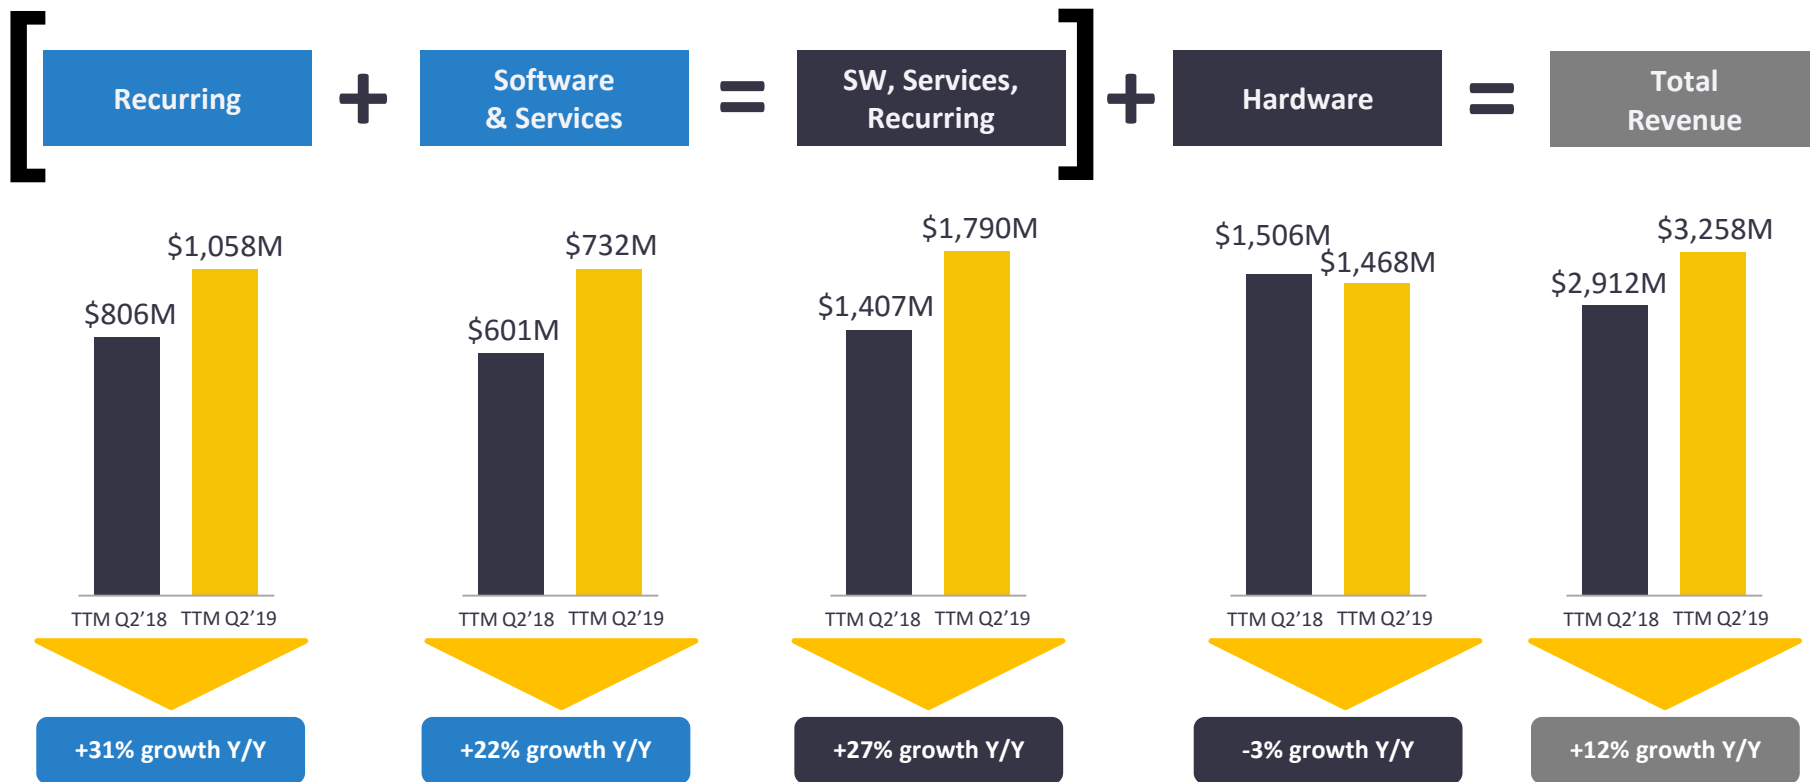 [ Recurring + Software
& Services = SW, Services,
Recurring ] + Hardware = Total
Revenue
$806M
$1,058M
TTM Q2’18
TTM Q2’19
+31% growth Y/Y
$601M
$732M
TTM Q2’18
TTM Q2’19
+22% growth Y/Y
$1,407M
$1,790M
TTM Q2’18
TTM Q2’19
+27% growth Y/Y
$1,506M
$1,468M
TTM Q2’18
TTM Q2’19
-3% growth Y/Y
$2,912M
$3,258M
TTM Q2’18
TTM Q2’19
+12% growth Y/Y